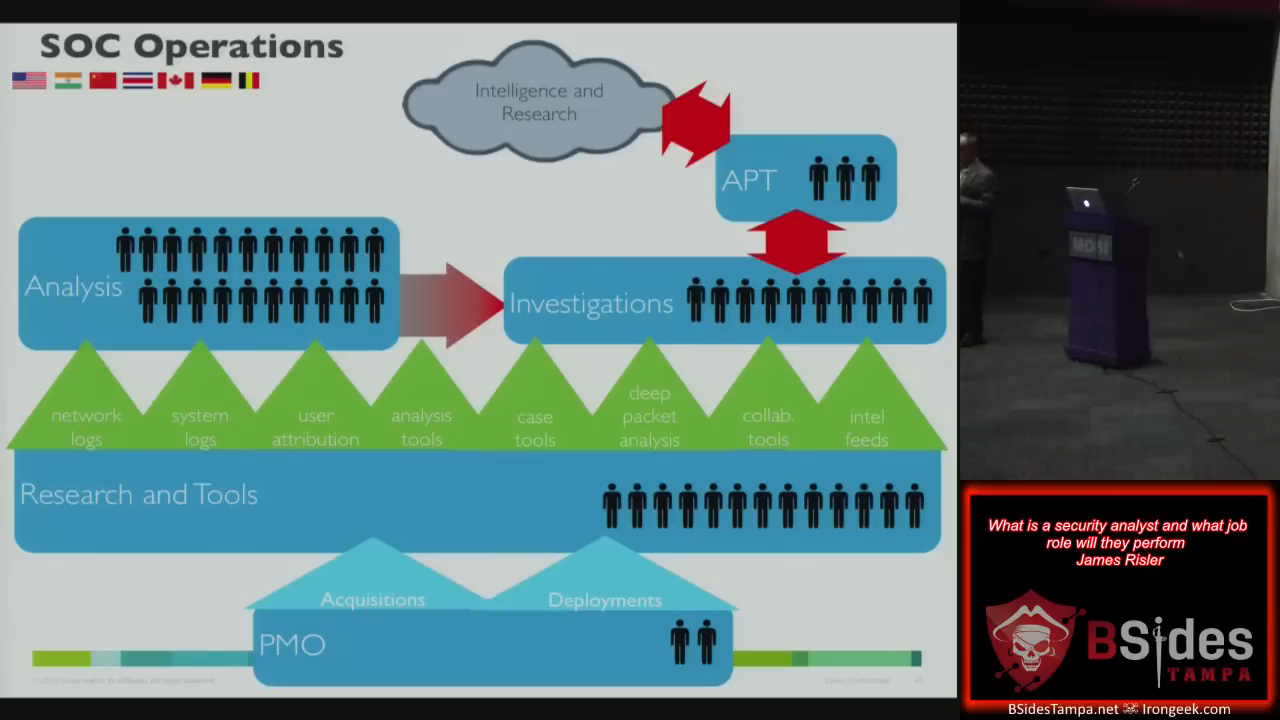 SOC Operations
Intelligence and
Research
APT
Analysis
Investigations
network
logs
system
logs
user
attribution
analysis
tools
case
tools
deep
packet
analysis
collab.
tools
intel
feeds
Research and Tools
Acquisitions
Deployments
PMO
What is a security analyst and what job
role will they perform
James Risler
BSides
TAMPA
BSidesTampa.net
Irongeek.com